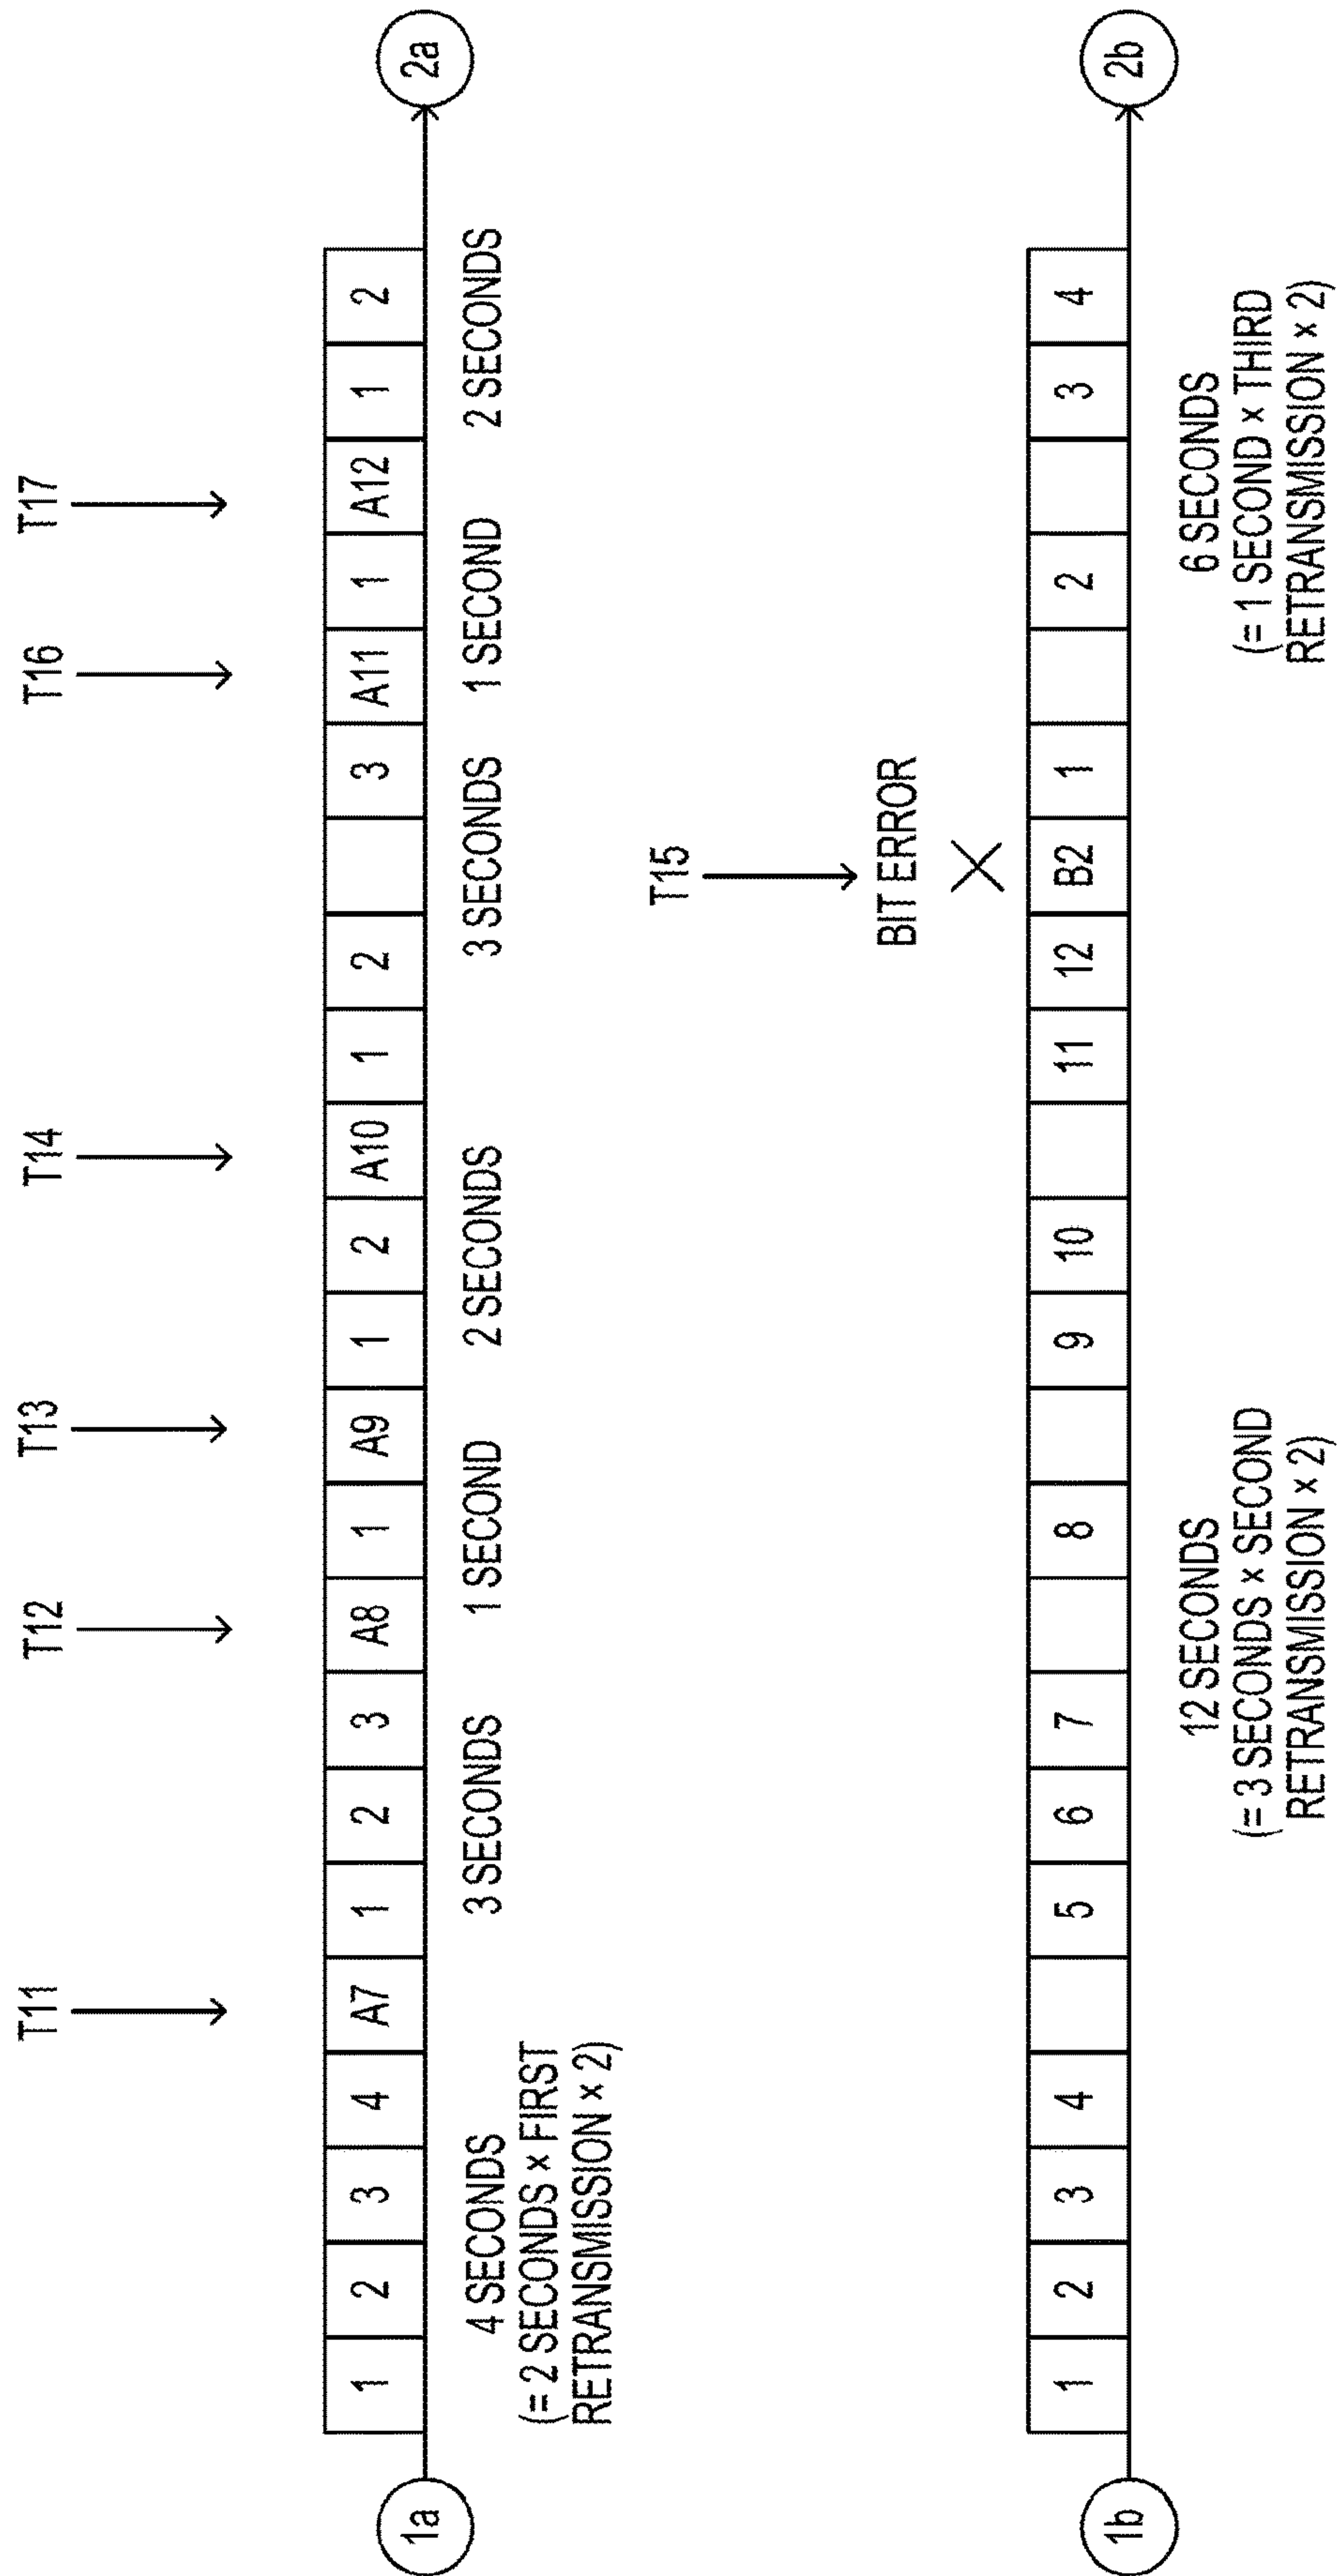 T11 T12 T13 T14 T16 T17
1a 1 2 3 4 A7 1 2 3 A8 1 A9 1 2 A10 1 2 3 A11 1 A12 1 2 2a
4 SECONDS
(= 2 SECONDS × FIRST
RETRANSMISSION × 2)
3 SECONDS
1 SECOND
2 SECONDS
3 SECONDS
1 SECOND
2 SECONDS
T15
BIT ERROR
1b 1 2 3 4 5 6 7 8 9 10 11 12 B2 1 2 3 4 2b
12 SECONDS
(= 3 SECONDS × SECOND
RETRANSMISSION × 2)
6 SECONDS
(= 1 SECOND × THIRD
RETRANSMISSION × 2)